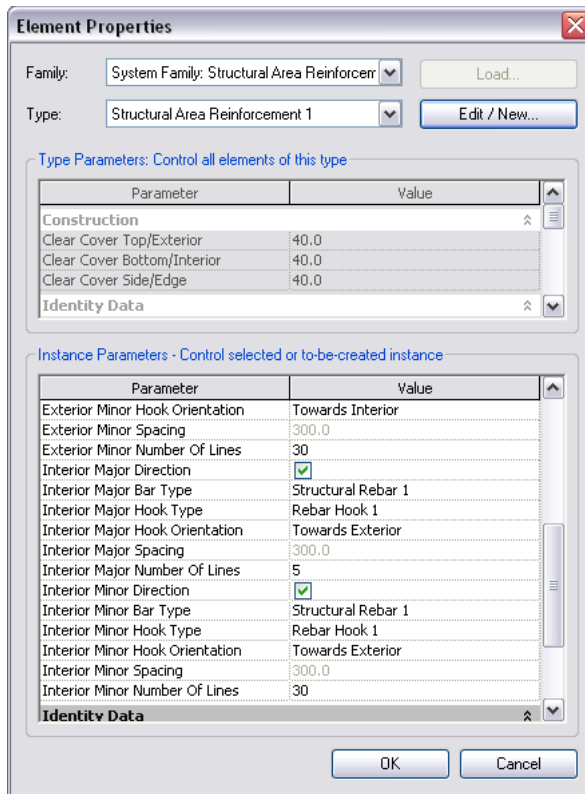 Element Properties
Family: System Family: Structural Area Reinforcem Load...
Type: Structural Area Reinforcement 1 Edit / New...
Type Parameters: Control all elements of this type
Parameter Value
Construction
Clear Cover Top/Exterior 40.0
Clear Cover Bottom/Interior 40.0
Clear Cover Side/Edge 40.0
Identity Data
Instance Parameters - Control selected or to-be-created instance
Parameter Value
Exterior Minor Hook Orientation Towards Interior
Exterior Minor Spacing 300.0
Exterior Minor Number Of Lines 30
Interior Major Direction
Interior Major Bar Type Structural Rebar 1
Interior Major Hook Type Rebar Hook 1
Interior Major Hook Orientation Towards Exterior
Interior Major Spacing 300.0
Interior Major Number Of Lines 5
Interior Minor Direction
Interior Minor Bar Type Structural Rebar 1
Interior Minor Hook Type Rebar Hook 1
Interior Minor Hook Orientation Towards Exterior
Interior Minor Spacing 300.0
Interior Minor Number Of Lines 30
Identity Data
OK Cancel